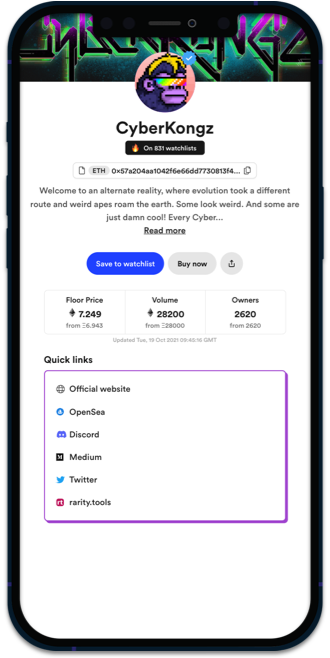 CYBERKONGZ
CyberKongz
On 831 watchlists
ETH 0x57a204aa1042f6e66dd7730813f4...
Welcome to an alternate reality, where evolution took a different
route and weird apes roam the earth. Some look weird. And some are
just damn cool! Every Cyber...
Read more
Save to watchlist Buy now
Floor Price Volume Owners
7.249 28200 2620
from Ξ6.943 from Ξ28000 from 2620
Updated Tue, 19 Oct 2021 09:45:16 GMT
Quick links
Official website
OpenSea
Discord
Medium
Twitter
rarity.tools